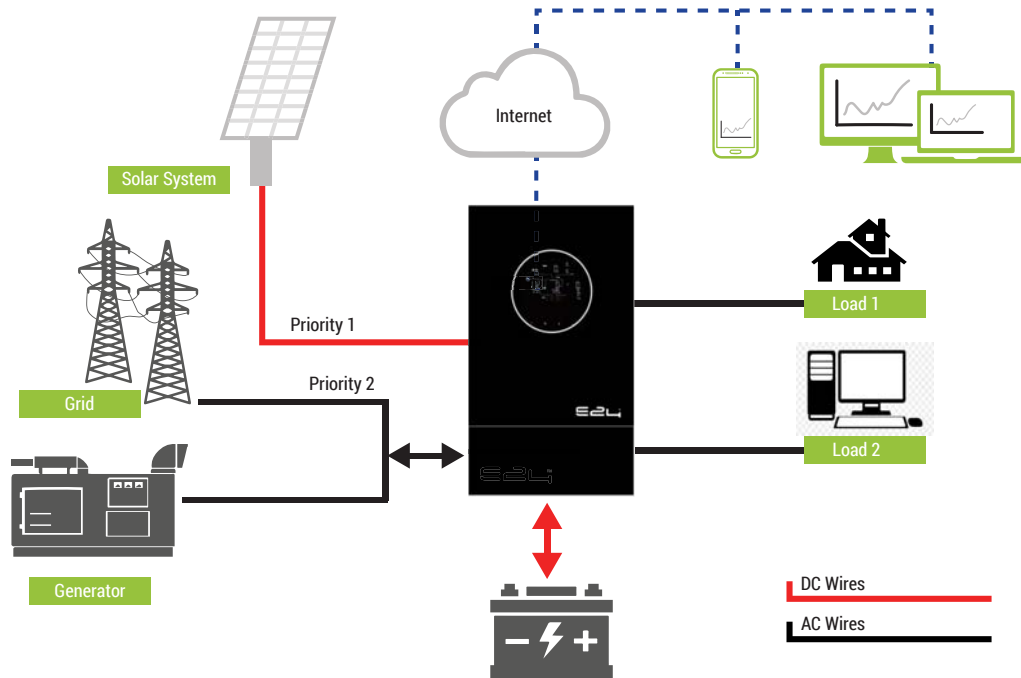 Internet
Solar System
Priority 1
Load 1
Priority 2
Grid
E24
Load 2
E24
Generator
DC Wires
AC Wires